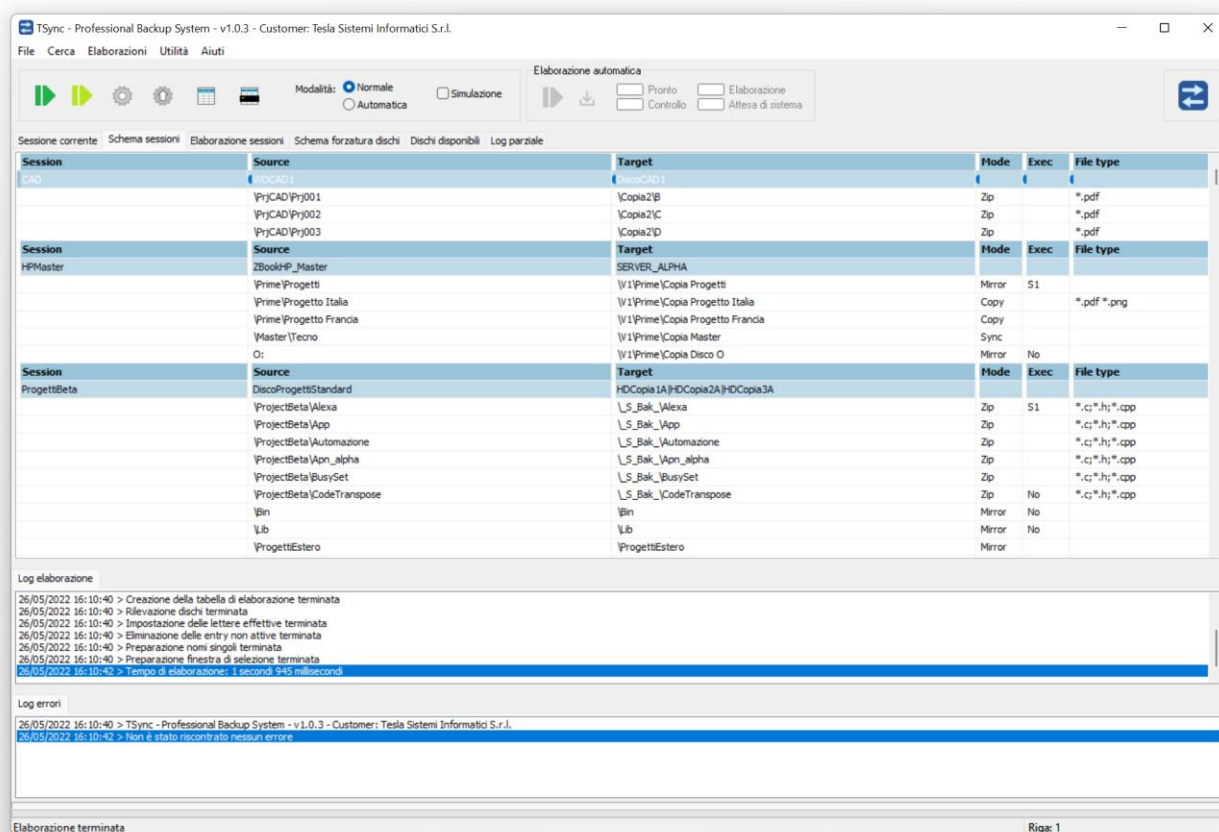 TSync - Professional Backup System - v1.0.3 - Customer: Tesla Sistemi Informatici S.r.l.
File Cerca Elaborazioni Utilità Aiuti
Elaborazione automatica
Modalità: Normale Automatica Simulazione
Pronto Elaborazione
Controllo Attesa di sistema
Sessione corrente Schema sessioni Elaborazione sessioni Schema forzatura dischi Dischi disponibili Log parziale
Session Source Target Mode Exec File type
CAD WDCAD1 DiscoCAD1
\PrjCAD\Prj001 \Copia2\B Zip *.pdf
\PrjCAD\Prj002 \Copia2\C Zip *.pdf
\PrjCAD\Prj003 \Copia2\D Zip *.pdf
Session Source Target Mode Exec File type
HPMaster ZBookHP_Master SERVER_ALPHA
\Prime\Progetti \V1\Prime\Copia Progetti Mirror S1
\Prime\Progetto Italia \V1\Prime\Copia Progetto Italia Copy *.pdf *.png
\Prime\Progetto Francia \V1\Prime\Copia Progetto Francia Copy
\Master\Tecno \V1\Prime\Copia Master Sync
O: \V1\Prime\Copia Disco O Mirror No
Session Source Target Mode Exec File type
ProgettiBeta DiscoProgettiStandard HDCopia1A|HDCopia2A|HDCopia3A
\ProjectBeta\Alexa \_S_Bak_\Alexa Zip S1 *.c;*.h;*.cpp
\ProjectBeta\App \_S_Bak_\App Zip *.c;*.h;*.cpp
\ProjectBeta\Automazione \_S_Bak_\Automazione Zip *.c;*.h;*.cpp
\ProjectBeta\Apn_alpha \_S_Bak_\Apn_alpha Zip *.c;*.h;*.cpp
\ProjectBeta\BusySet \_S_Bak_\BusySet Zip *.c;*.h;*.cpp
\ProjectBeta\CodeTranspose \_S_Bak_\CodeTranspose Zip No *.c;*.h;*.cpp
\Bin \Bin Mirror No
\Lib \Lib Mirror No
\ProgettiEstero \ProgettiEstero Mirror
Log elaborazione
26/05/2022 16:10:40 > Creazione della tabella di elaborazione terminata
26/05/2022 16:10:40 > Rilevazione dischi terminata
26/05/2022 16:10:40 > Impostazione delle lettere effettive terminata
26/05/2022 16:10:40 > Eliminazione delle entry non attive terminata
26/05/2022 16:10:40 > Preparazione nomi singoli terminata
26/05/2022 16:10:40 > Preparazione finestra di selezione terminata
26/05/2022 16:10:42 > Tempo di elaborazione: 1 secondi 945 millisecondi
Log errori
26/05/2022 16:10:40 > TSync - Professional Backup System - v1.0.3 - Customer: Tesla Sistemi Informatici S.r.l.
26/05/2022 16:10:42 > Non è stato riscontrato nessun errore
Elaborazione terminata Riga: 1